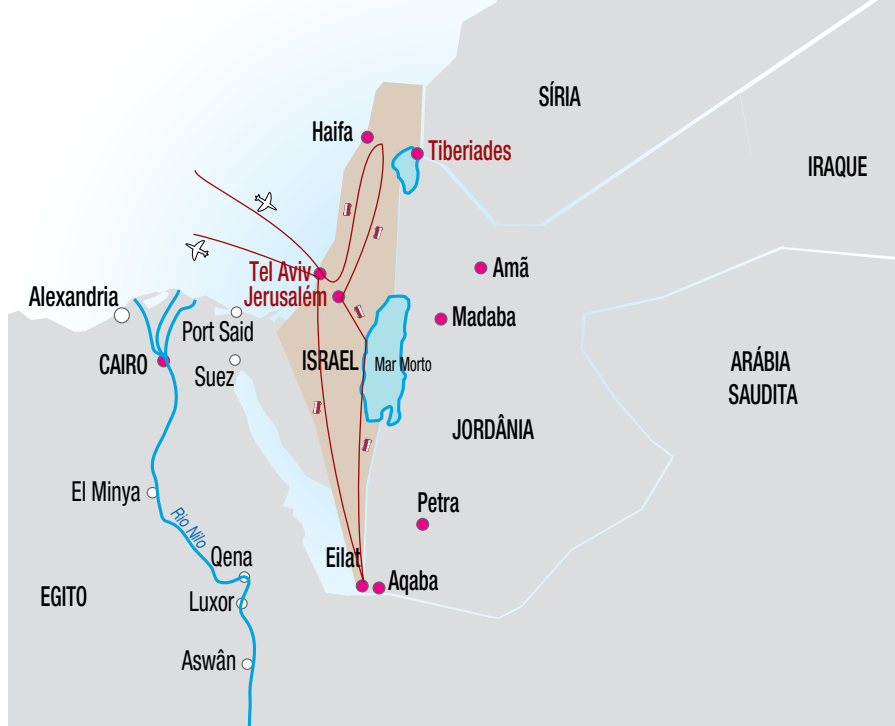 SÍRIA
Haifa
Tiberiades
IRAQUE
Tel Aviv
Amã
Jerusalém
Alexandria
Port Said
Madaba
CAIRO
Suez
ISRAEL
Mar Morto
ARÁBIA
SAUDITA
JORDÂNIA
El Minya
Petra
Rio Nilo
Qena
Eilat
Aqaba
EGITO
Luxor
Aswân